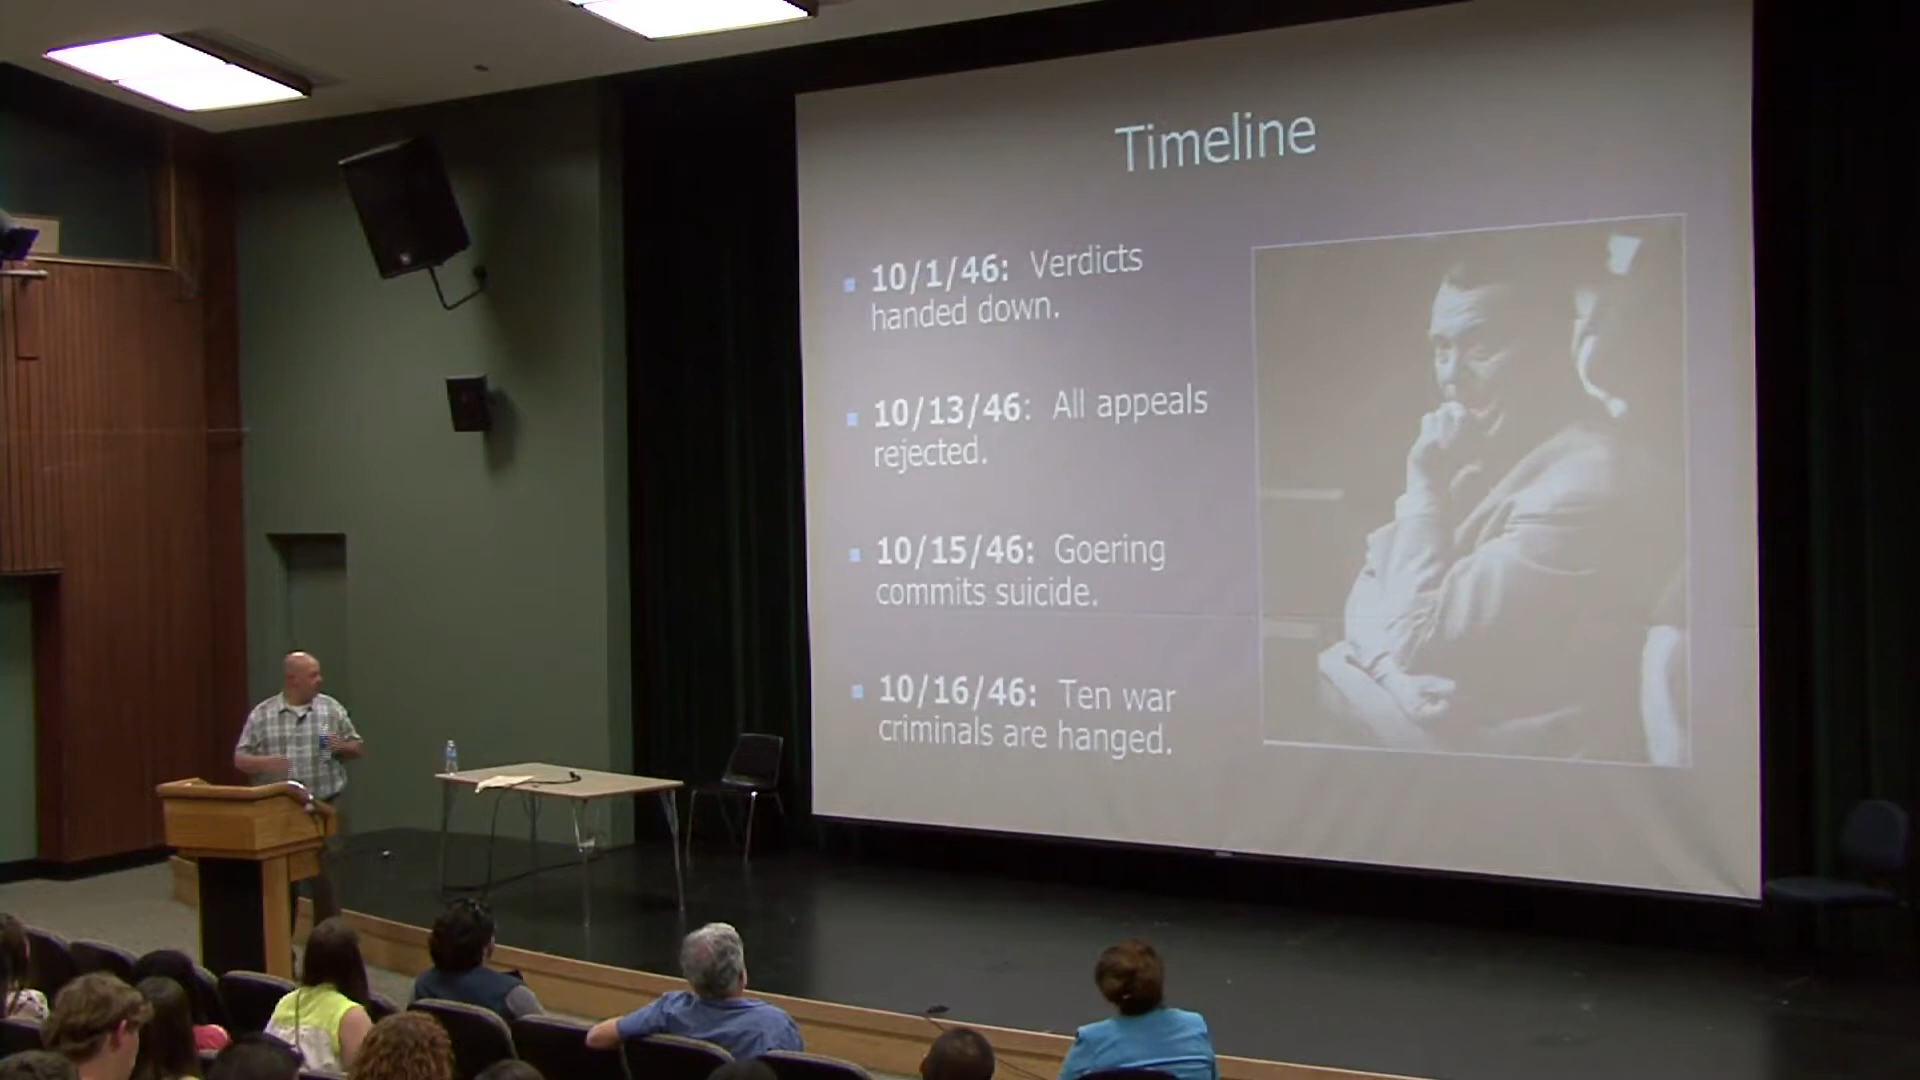 Timeline
10/1/46: Verdicts
handed down.
10/13/46: All appeals
rejected.
10/15/46: Goering
commits suicide.
10/16/46: Ten war
criminals are hanged.